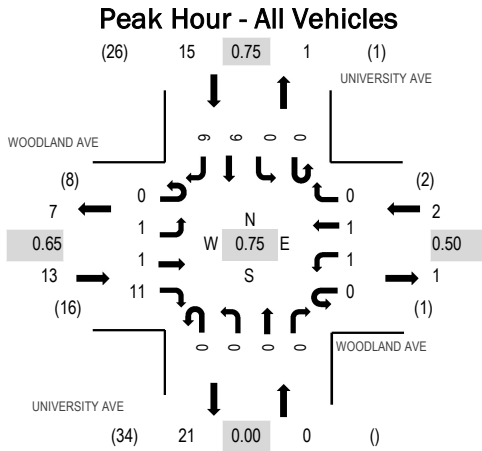 Peak Hour - All Vehicles
(26) 15 0.75 1 (1)
UNIVERSITY AVE
WOODLAND AVE
6 9 0 0
(8) (2)
0 0
7 2
1 1
N
0.65 W 0.75 E 0.50
1 1
S
13 1
11 0
(16) (1)
0 0 0 0
WOODLAND AVE
UNIVERSITY AVE
(34) 21 0.00 0 ()